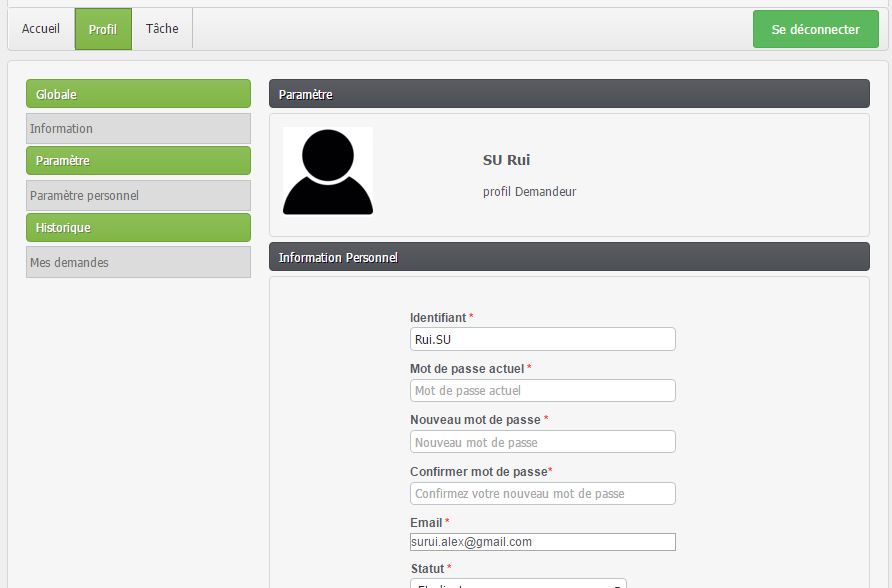 Accueil
Profil
Tâche
Se déconnecter
Globale
Information
Paramètre
Paramètre personnel
Historique
Mes demandes
Paramètre
SU Rui
profil Demandeur
Information Personnel
Identifiant *
Rui.SU
Mot de passe actuel *
Mot de passe actuel
Nouveau mot de passe *
Nouveau mot de passe
Confirmer mot de passe*
Confirmez votre nouveau mot de passe
Email *
surui.alex@gmail.com
Statut *